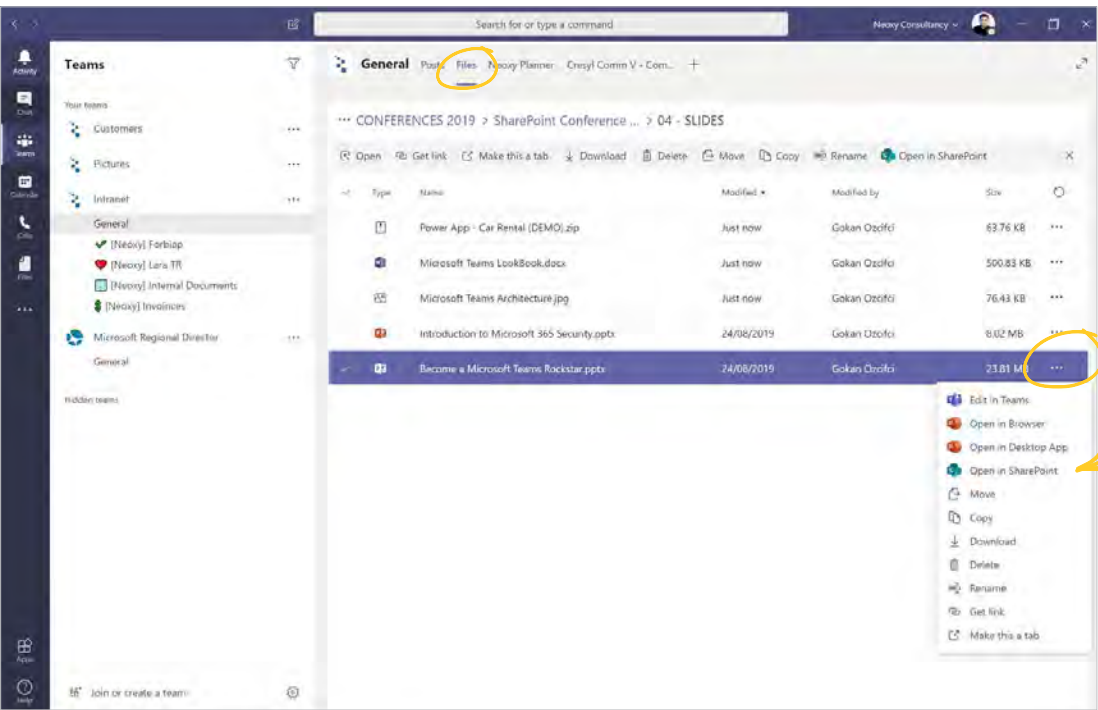 Search for or type a command
Neoxy Consultancy
Activity
Chat
Teams
Calendar
Calls
Files
Apps
Help
Teams
Your teams
Customers
Pictures
Intranet
General
[Neoxy] Forbion
[Neoxy] Lara TR
[Neoxy] Internal Documents
[Neoxy] Invoinces
Microsoft Regional Director
General
Hidden teams
Join or create a team
General Posts Files Neoxy Planner Cresyl Comm V - Com... +
... CONFERENCES 2019 > SharePoint Conference ... > 04 - SLIDES
Open Get link Make this a tab Download Delete Move Copy Rename Open in SharePoint
Type Name Modified Modified by Size
Power App - Car Rental (DEMO).zip Just now Gokan Ozcifci 63.76 KB
Microsoft Teams LookBook.docx Just now Gokan Ozcifci 500.83 KB
Microsoft Teams Architecture.jpg Just now Gokan Ozcifci 76.43 KB
Introduction to Microsoft 365 Security.pptx 24/08/2019 Gokan Ozcifci 8.02 MB
Become a Microsoft Teams Rockstar.pptx 24/08/2019 Gokan Ozcifci 23.81 MB
Edit in Teams
Open in Browser
Open in Desktop App
Open in SharePoint
Move
Copy
Download
Delete
Rename
Get link
Make this a tab